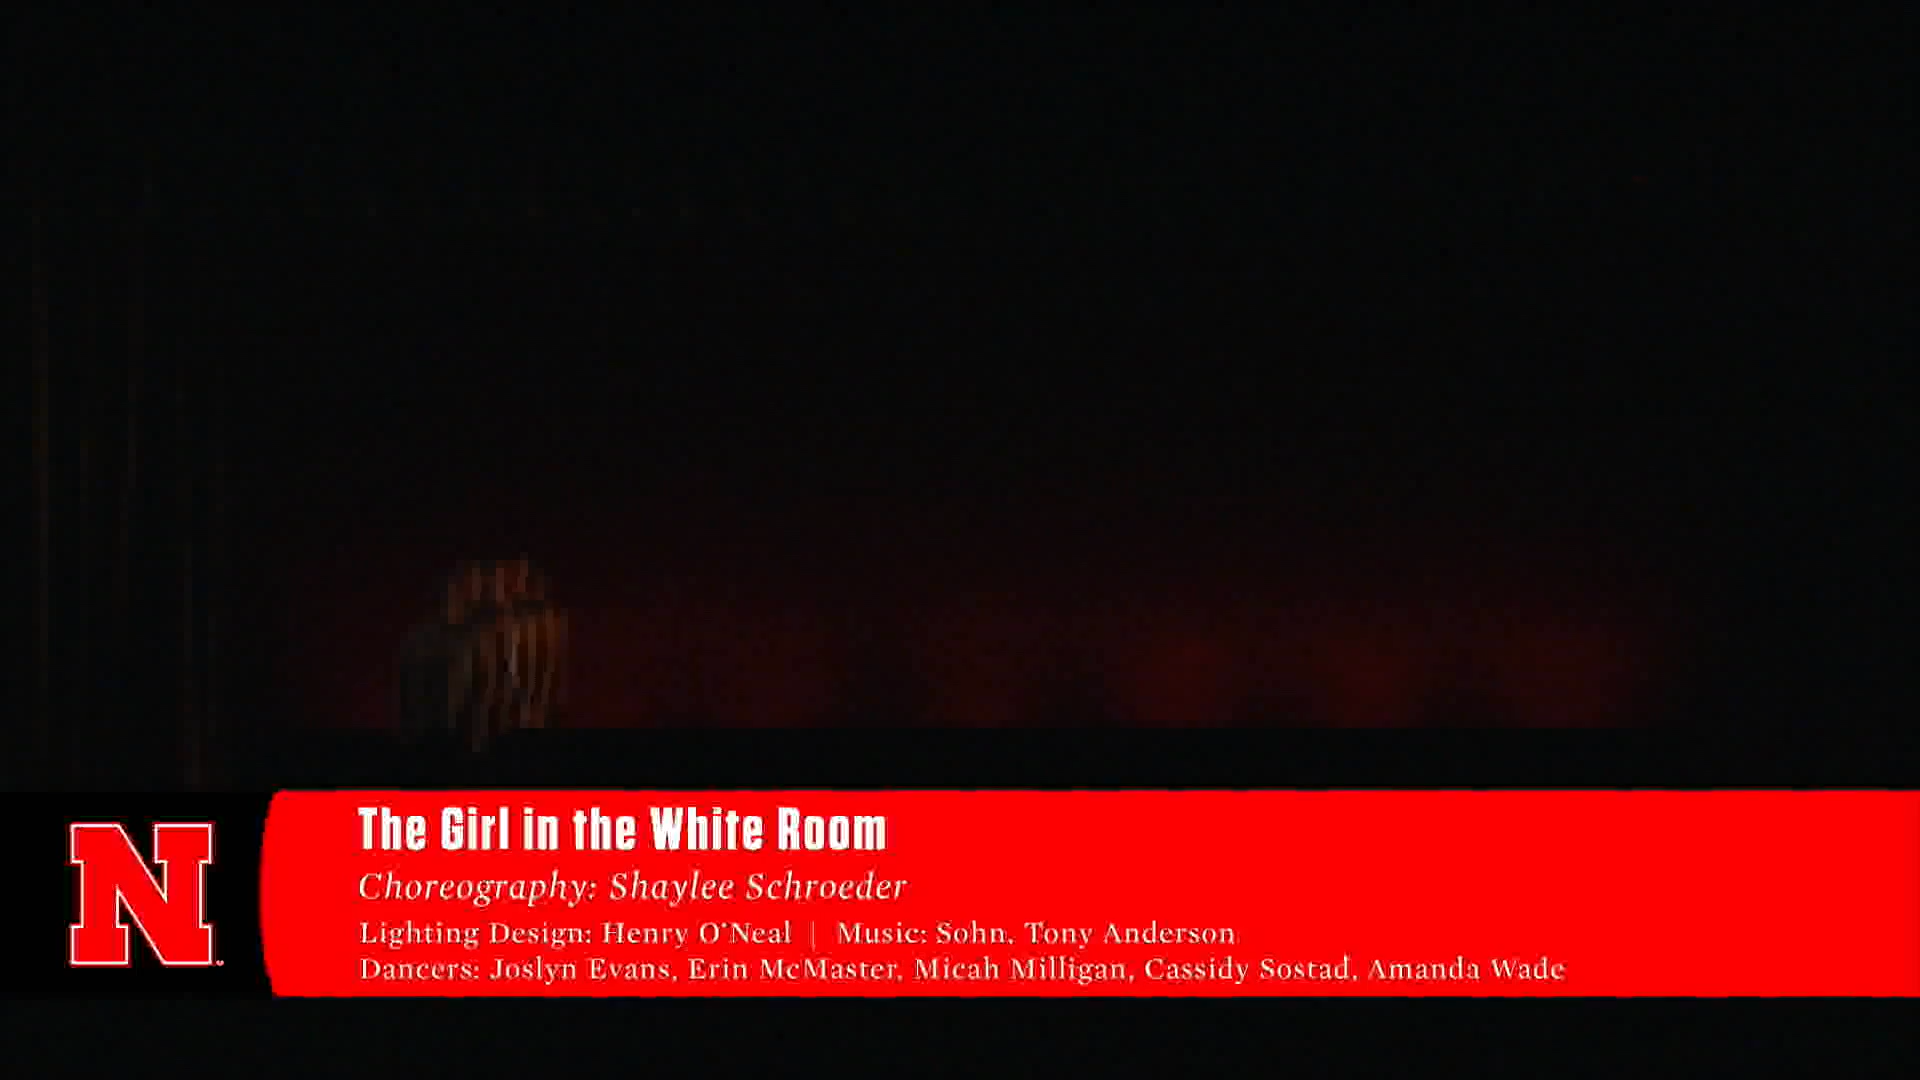 The Girl in the White Room
Choreography: Shaylee Schroeder
N
Lighting Design: Henry O'Neal | Music: Sohn, Tony Anderson
Dancers: Joslyn Evans, Erin McMaster, Micah Milligan, Cassidy Sostad, Amanda Wade